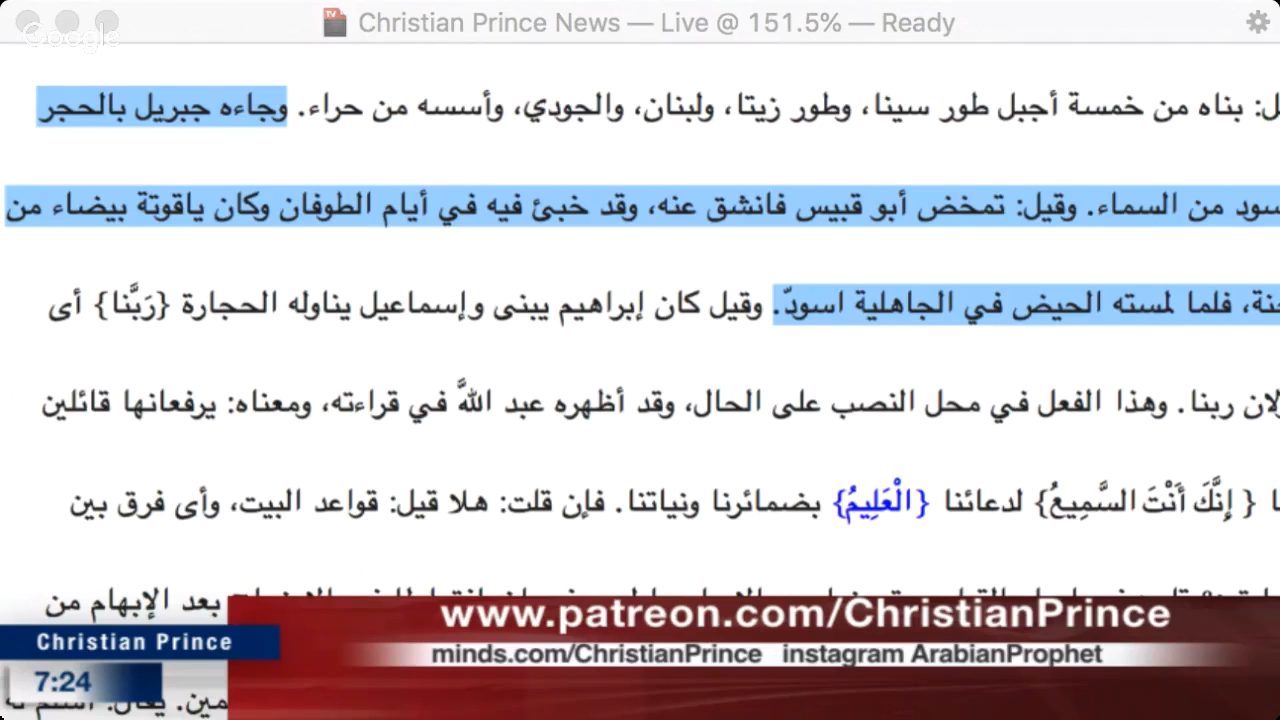 Christian Prince News — Live @ 151.5% — Ready
Google
بناه من خمسة أجبل طور سينا، وطور زيتا، ولبنان، والجودي، وأسسه من حراء. وجاءه جبريل بالحجر
من السماء. وقيل: تمخض أبو قبيس فانشق عنه، وقد خبئ فيه في أيام الطوفان وكان ياقوتة بيضاء من
فلما لمسته الحيض في الجاهلية اسودّ. وقيل كان إبراهيم يبنى وإسماعيل يناوله الحجارة {رَبَّنا} أى
ربنا. وهذا الفعل في محل النصب على الحال، وقد أظهره عبد اللَّه في قراءته، ومعناه: يرفعانها قائلين
{ إِنَّكَ أَنْتَ السَّمِيعُ} لدعائنا {الْعَلِيمُ} بضمائرنا ونياتنا. فإن قلت: هلا قيل: قواعد البيت، وأى فرق بين
بعد الإبهام من
www.patreon.com/ChristianPrince
Christian Prince
minds.com/ChristianPrince instagram ArabianProphet
7:24